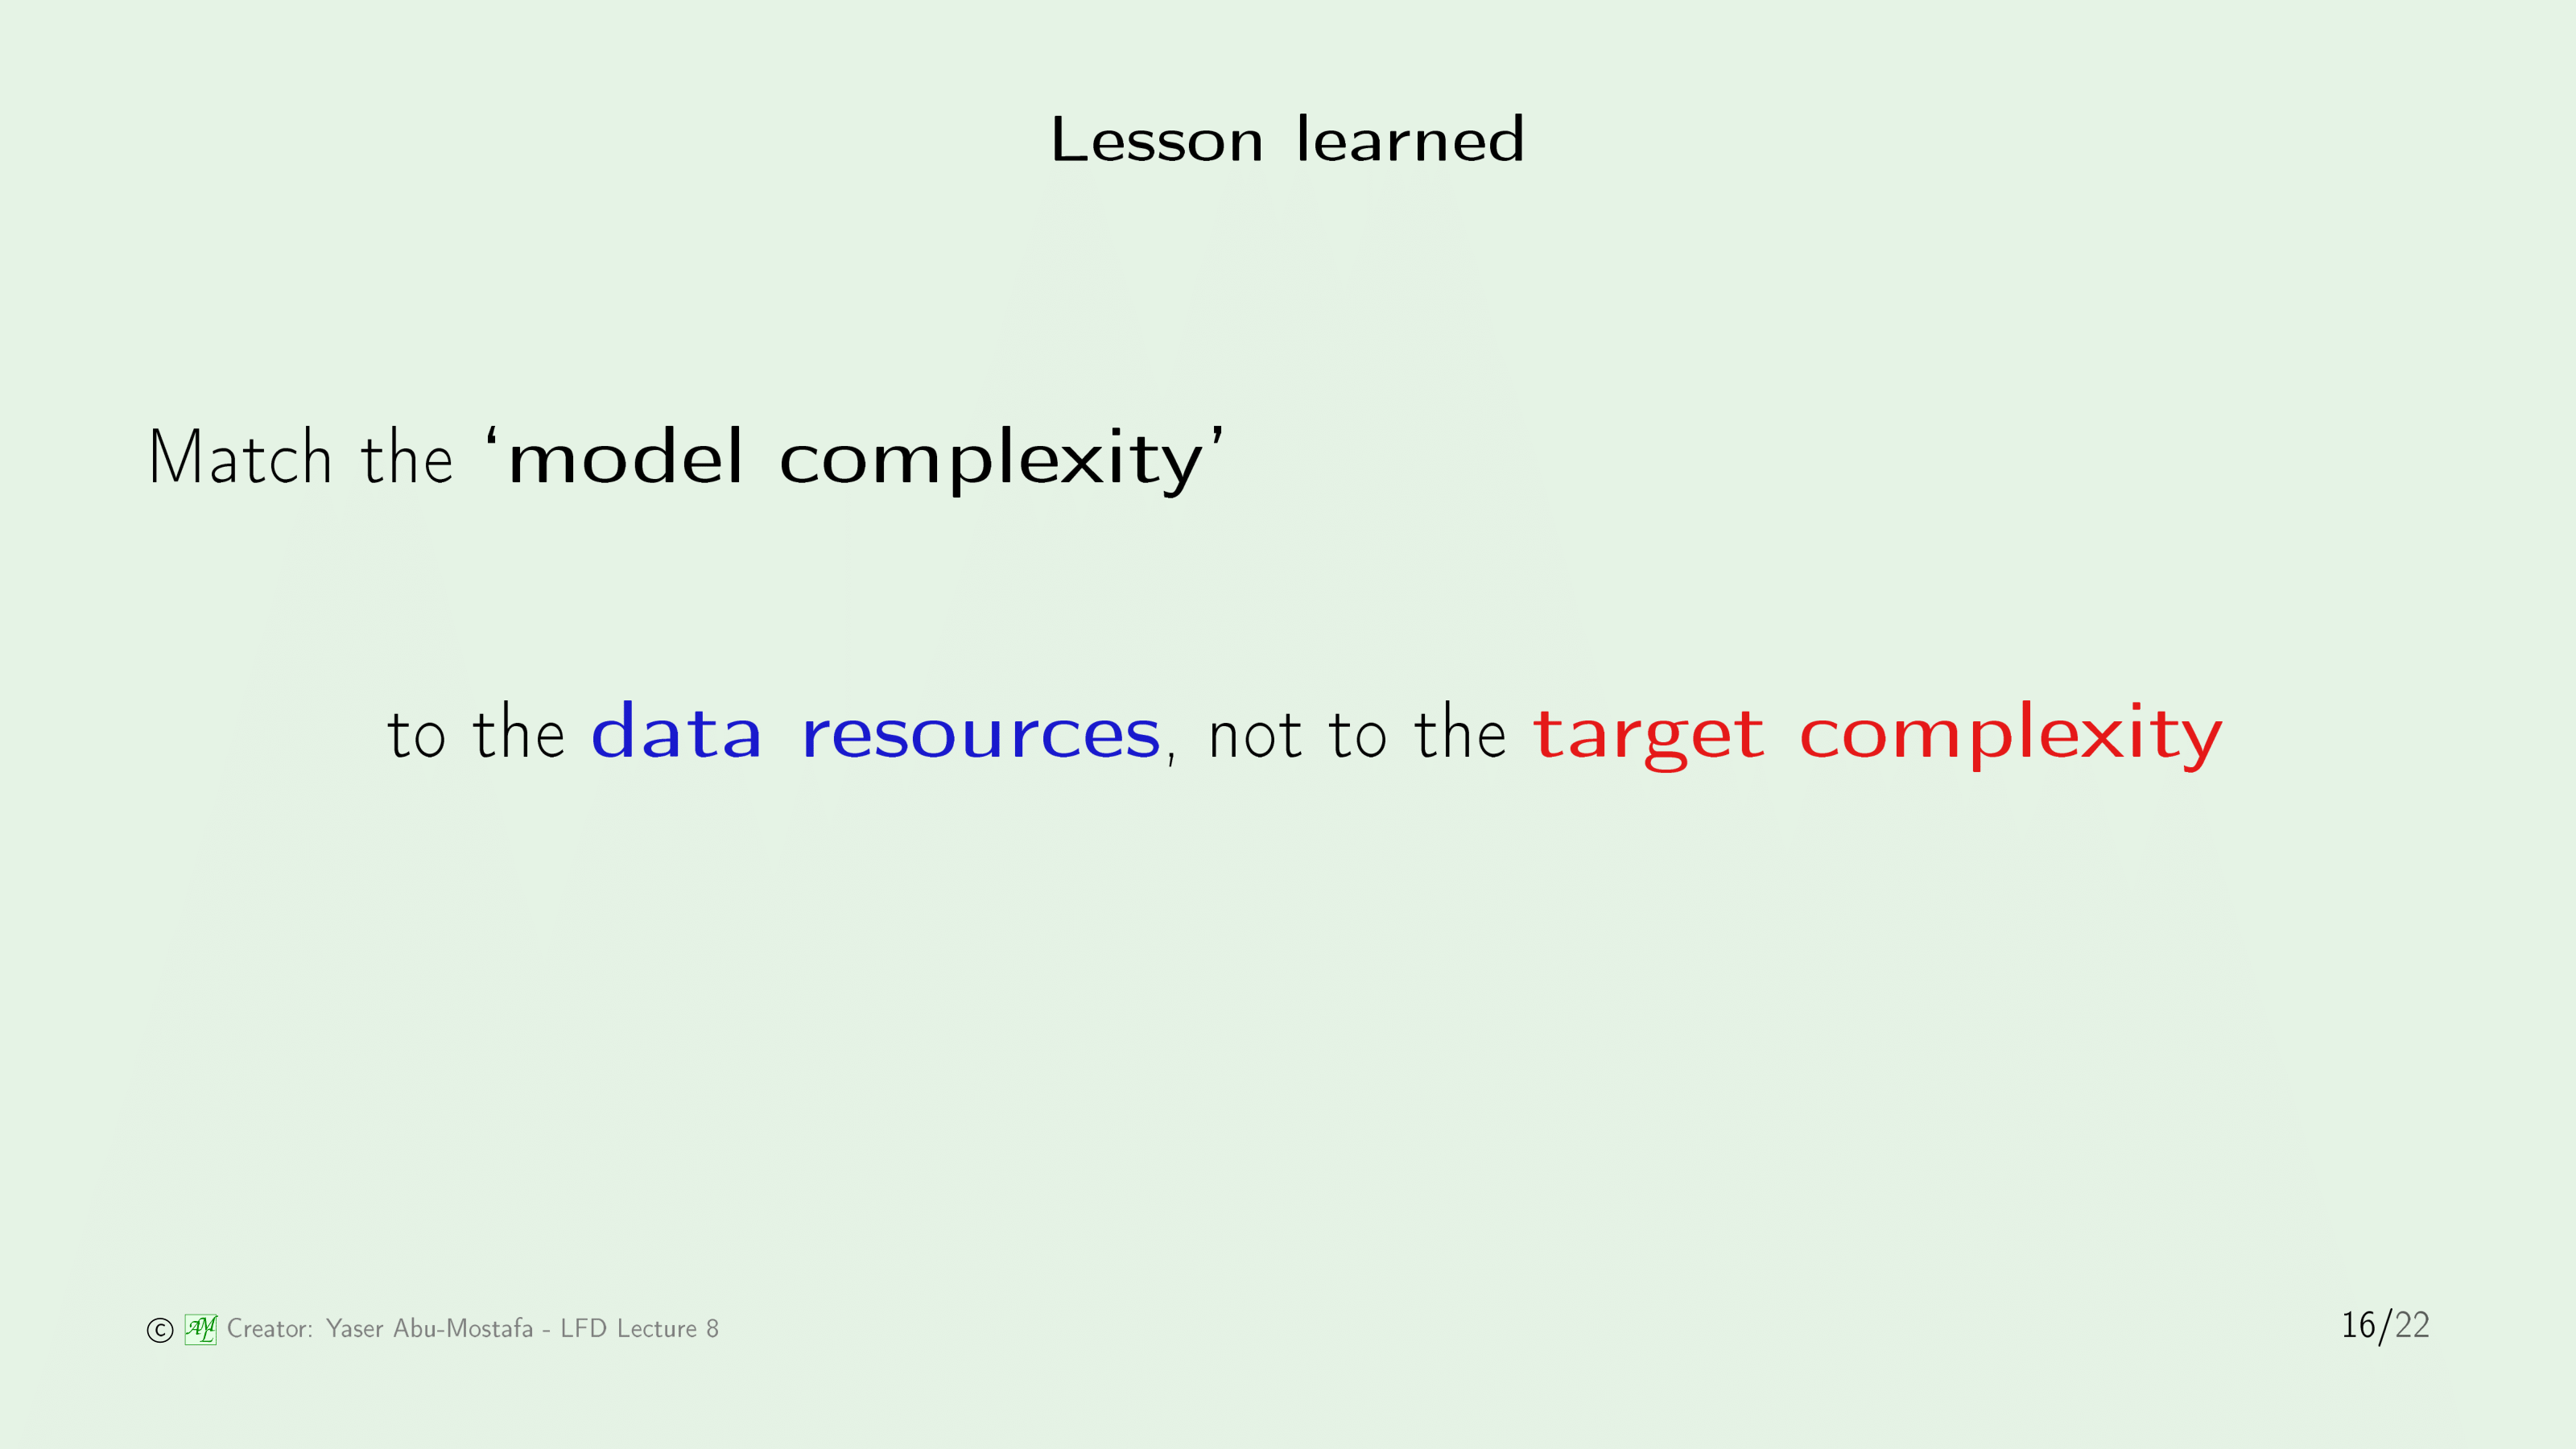 Lesson learned
Match the ‘model complexity’
to the data resources, not to the target complexity
© AML Creator: Yaser Abu-Mostafa - LFD Lecture 8
16/22